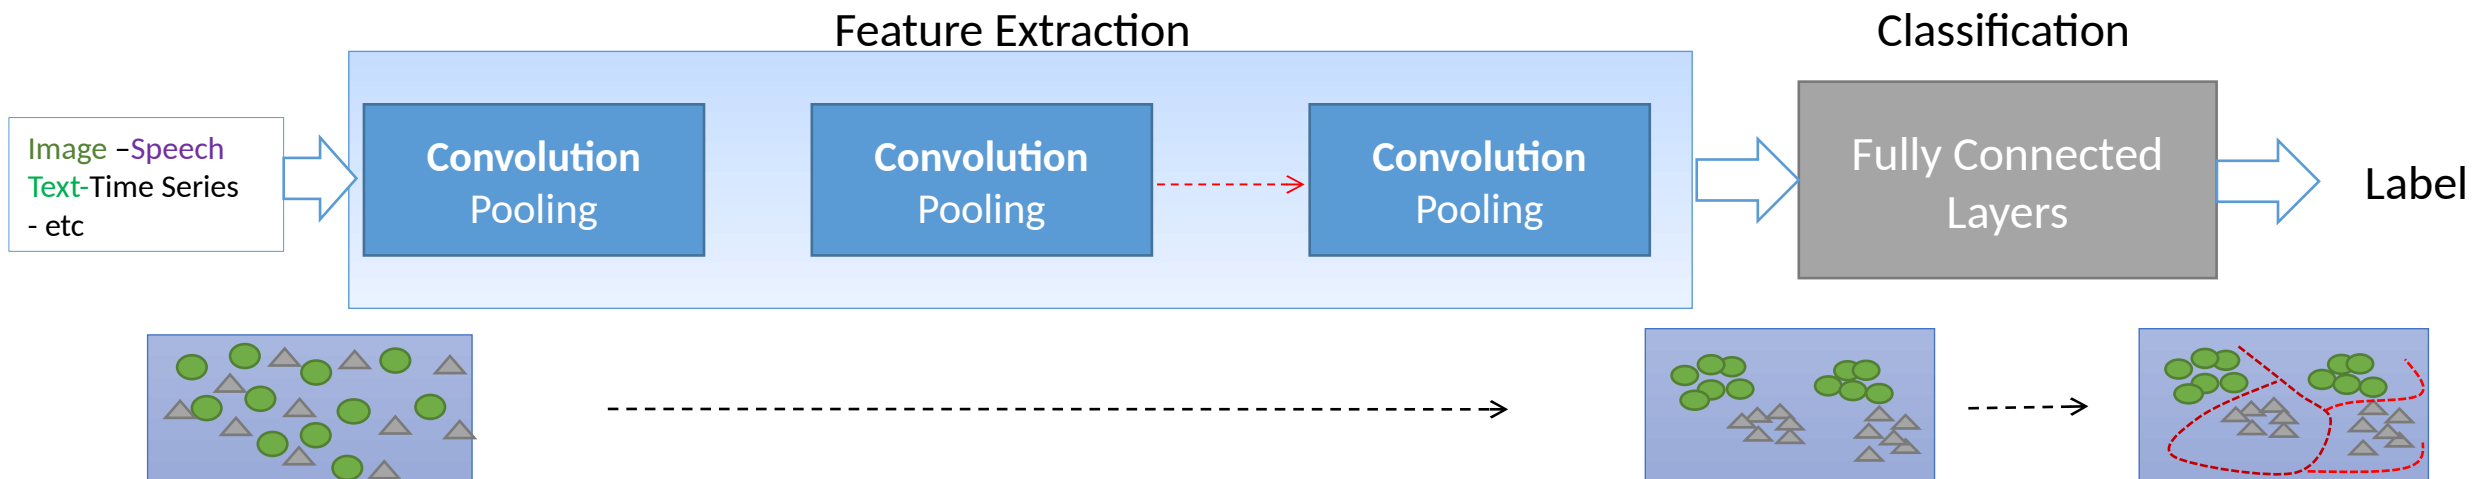 Feature Extraction
Classification
Image –Speech
Text-Time Series
- etc
Convolution
Pooling
Convolution
Pooling
Convolution
Pooling
Fully Connected
Layers
Label